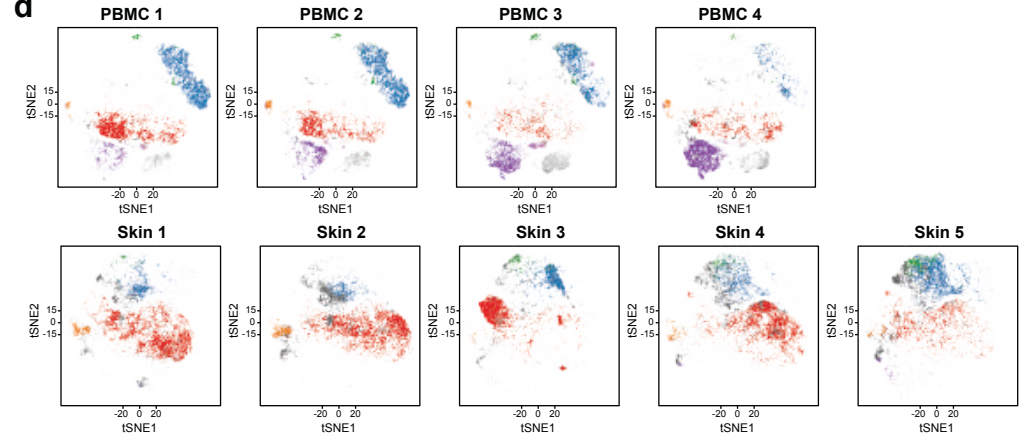 d
PBMC 1 PBMC 2 PBMC 3 PBMC 4
tSNE2 tSNE2 tSNE2 tSNE2
15 15 15 15
0 0 0 0
-15 -15 -15 -15
-20 0 20 -20 0 20 -20 0 20 -20 0 20
tSNE1 tSNE1 tSNE1 tSNE1
Skin 1 Skin 2 Skin 3 Skin 4 Skin 5
tSNE2 tSNE2 tSNE2 tSNE2 tSNE2
15 15 15 15 15
0 0 0 0 0
-15 -15 -15 -15 -15
-20 0 20 -20 0 20 -20 0 20 -20 0 20 -20 0 20
tSNE1 tSNE1 tSNE1 tSNE1 tSNE1